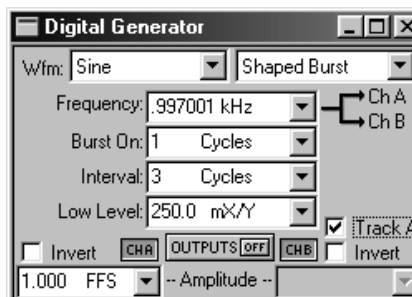 Digital Generator
Wfm: Sine Shaped Burst
Frequency: .997001 kHz Ch A
Ch B
Burst On: 1 Cycles
Interval: 3 Cycles
Low Level: 250.0 mX/Y
Track A
Invert CHA OUTPUTS OFF CHB Invert
1.000 FFS -- Amplitude --